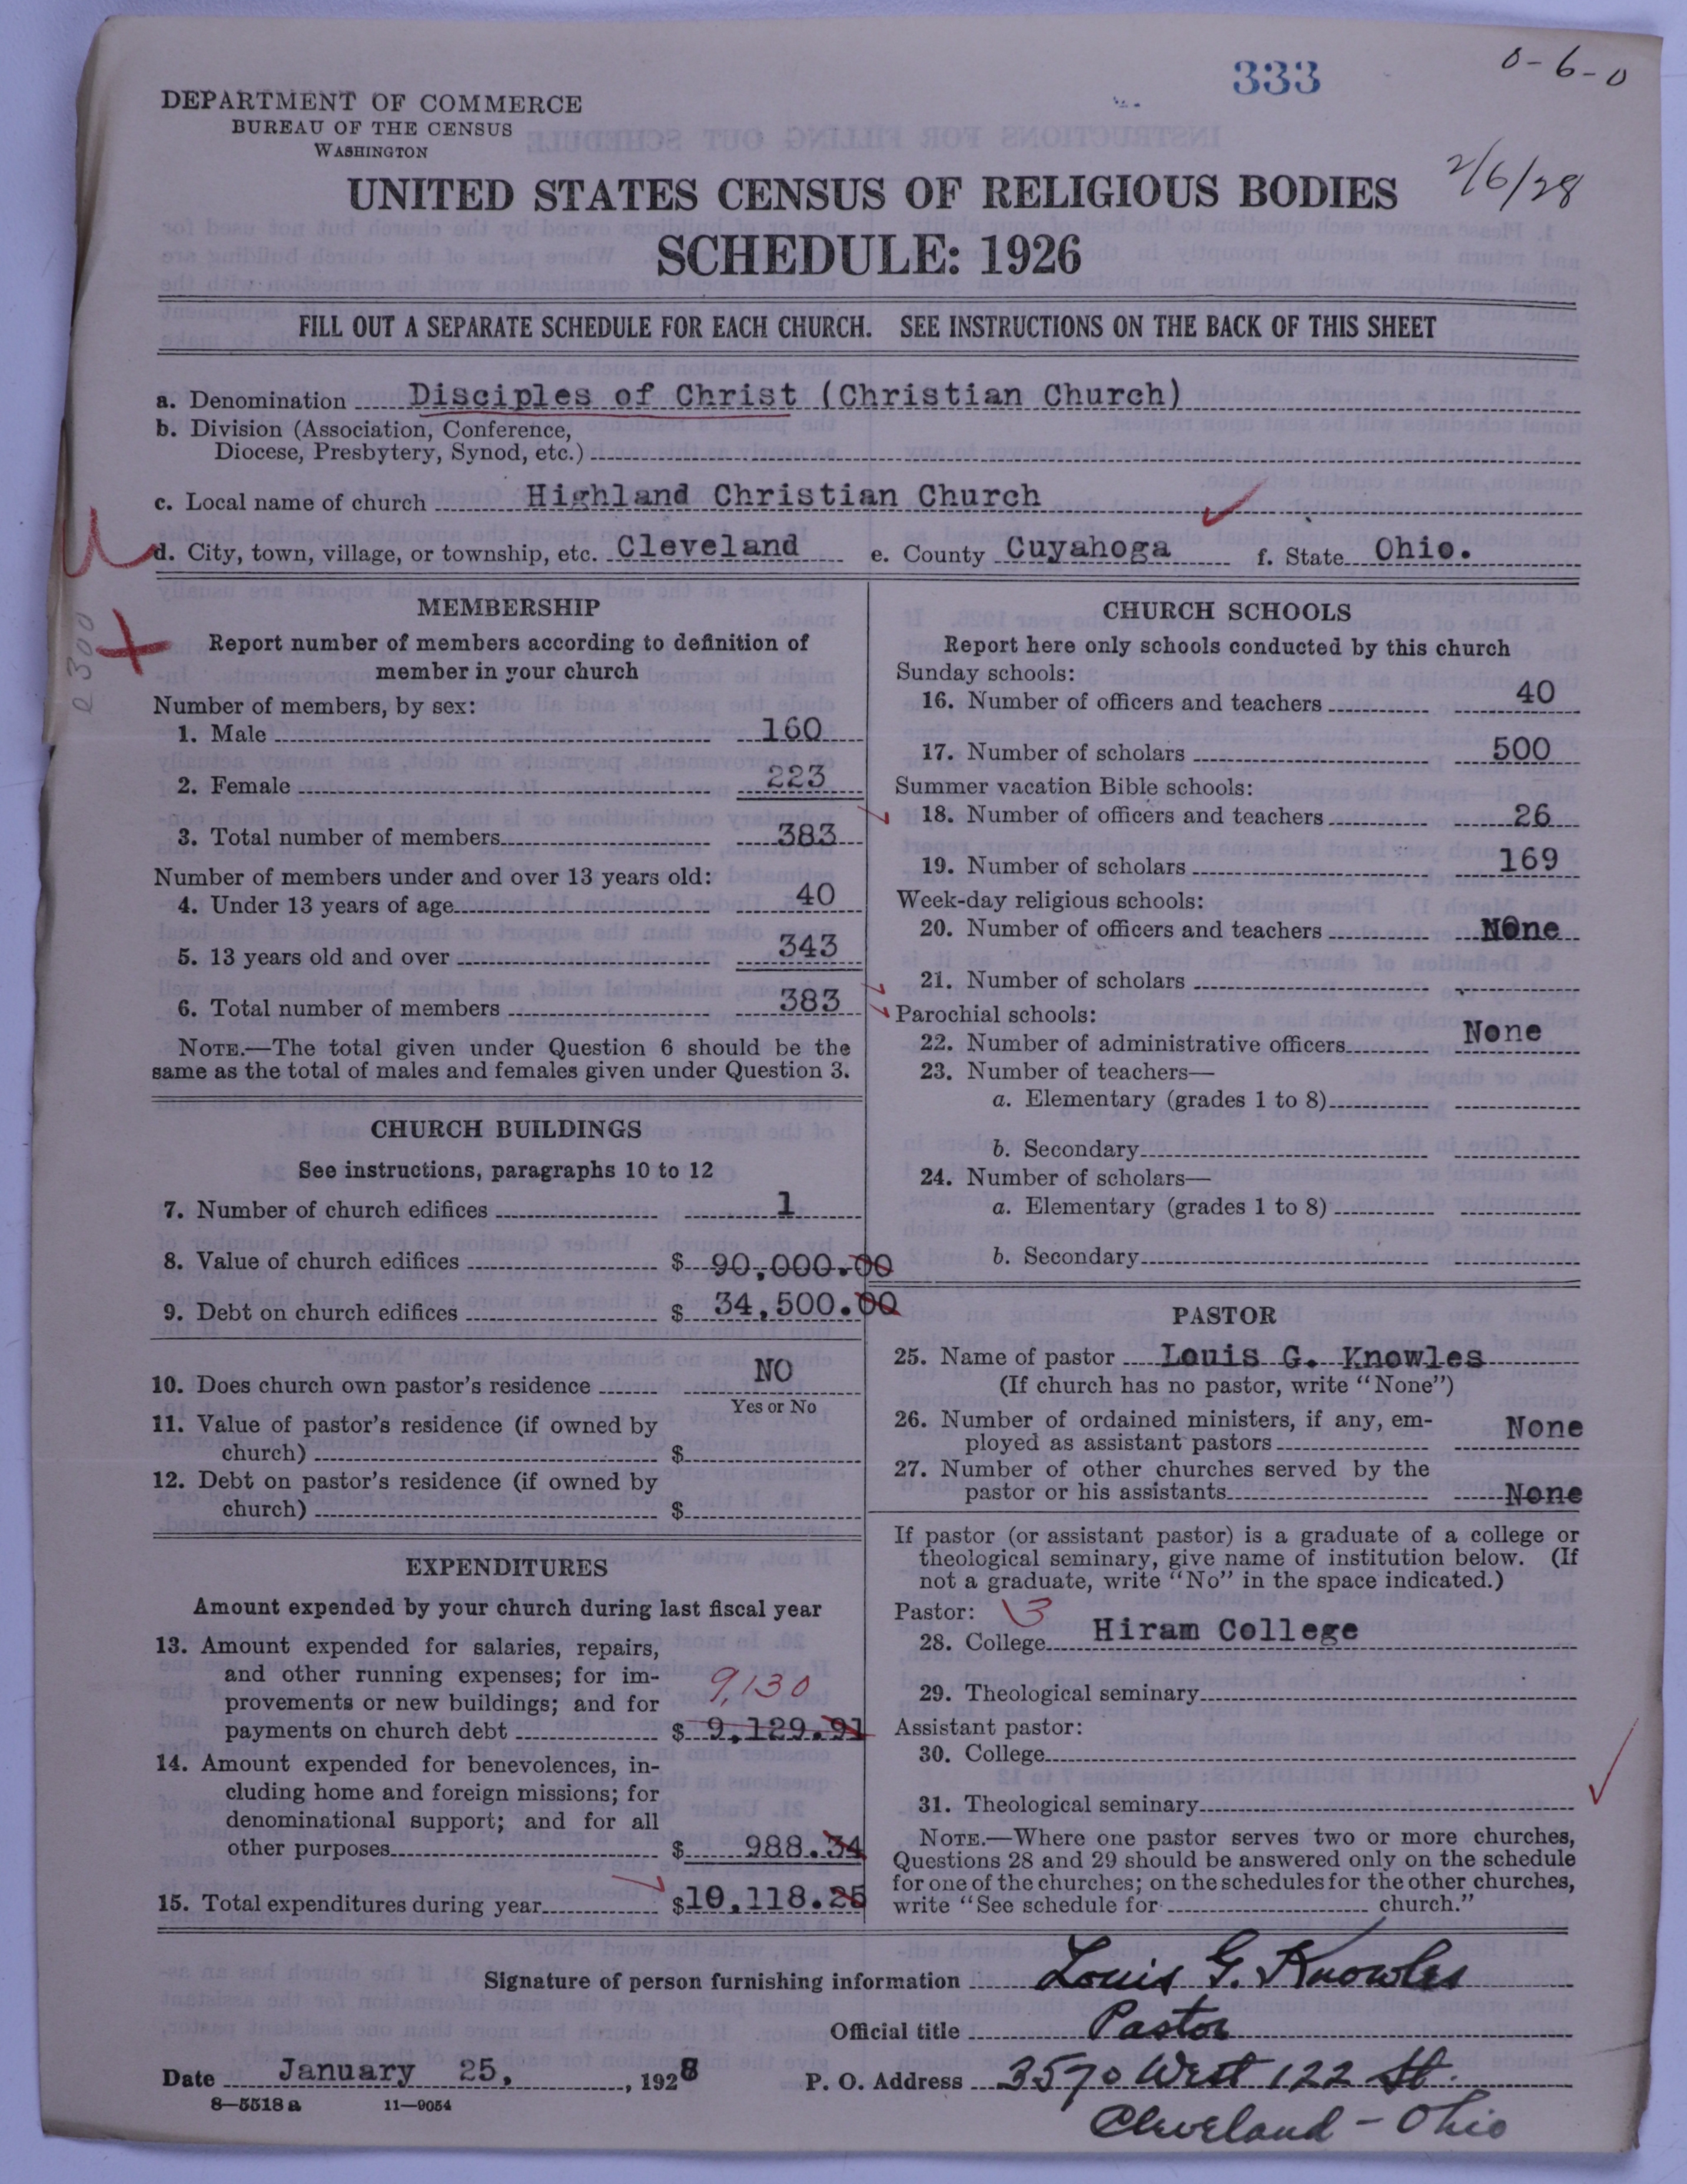 333
0-6-0
DEPARTMENT OF COMMERCE
BUREAU OF THE CENSUS
WASHINGTON
2/6/28
UNITED STATES CENSUS OF RELIGIOUS BODIES
SCHEDULE: 1926
FILL OUT A SEPARATE SCHEDULE FOR EACH CHURCH. SEE INSTRUCTIONS ON THE BACK OF THIS SHEET
a. Denomination Disciples of Christ (Christian Church)
b. Division (Association, Conference,
Diocese, Presbytery, Synod, etc.)
c. Local name of church Highland Christian Church
d. City, town, village, or township, etc. Cleveland e. County Cuyahoga f. State Ohio.
MEMBERSHIP
Report number of members according to definition of
member in your church
Number of members, by sex:
1. Male 160
2. Female 223
3. Total number of members 383
Number of members under and over 13 years old:
4. Under 13 years of age 40
5. 13 years old and over 343
6. Total number of members 383
NOTE.—The total given under Question 6 should be the
same as the total of males and females given under Question 3.
CHURCH BUILDINGS
See instructions, paragraphs 10 to 12
7. Number of church edifices 1
8. Value of church edifices $ 90,000.00
9. Debt on church edifices $ 34,500.00
10. Does church own pastor's residence NO
Yes or No
11. Value of pastor's residence (if owned by
church) $
12. Debt on pastor's residence (if owned by
church) $
EXPENDITURES
Amount expended by your church during last fiscal year
13. Amount expended for salaries, repairs,
and other running expenses; for im-
provements or new buildings; and for
9,130
payments on church debt $ 9,129.91
14. Amount expended for benevolences, in-
cluding home and foreign missions; for
denominational support; and for all
other purposes $ 988.34
15. Total expenditures during year $10,118.25
CHURCH SCHOOLS
Report here only schools conducted by this church
Sunday schools:
16. Number of officers and teachers 40
17. Number of scholars 500
Summer vacation Bible schools:
18. Number of officers and teachers 26
19. Number of scholars 169
Week-day religious schools:
20. Number of officers and teachers None
21. Number of scholars
Parochial schools:
22. Number of administrative officers None
23. Number of teachers—
a. Elementary (grades 1 to 8)
b. Secondary
24. Number of scholars—
a. Elementary (grades 1 to 8)
b. Secondary
PASTOR
25. Name of pastor Louis G. Knowles
(If church has no pastor, write "None")
26. Number of ordained ministers, if any, em-
ployed as assistant pastors None
27. Number of other churches served by the
pastor or his assistants None
If pastor (or assistant pastor) is a graduate of a college or
theological seminary, give name of institution below. (If
not a graduate, write "No" in the space indicated.)
Pastor: 3
28. College Hiram College
29. Theological seminary
Assistant pastor:
30. College
31. Theological seminary
NOTE.—Where one pastor serves two or more churches,
Questions 28 and 29 should be answered only on the schedule
for one of the churches; on the schedules for the other churches,
write "See schedule for church."
Signature of person furnishing information Louis G. Knowles
Official title Pastor
Date January 25, 1928 P. O. Address 3570 West 122 St.
8—5518a 11—9054
Cleveland - Ohio